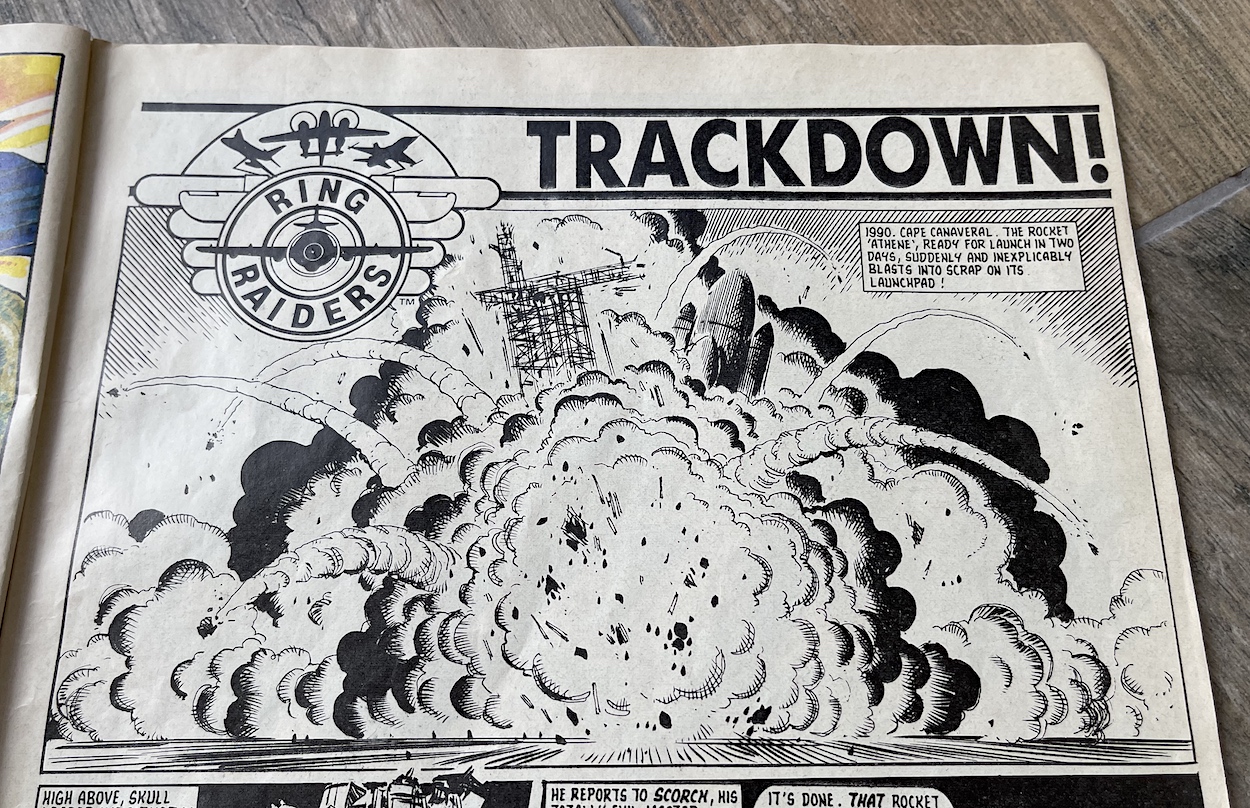 RING
RAIDERS
TM
TRACKDOWN!
1990. CAPE CANAVERAL. THE ROCKET
'ATHENE', READY FOR LAUNCH IN TWO
DAYS, SUDDENLY AND INEXPLICABLY
BLASTS INTO SCRAP ON ITS
LAUNCHPAD!
HIGH ABOVE, SKULL
HE REPORTS TO SCORCH, HIS
IT'S DONE. THAT ROCKET